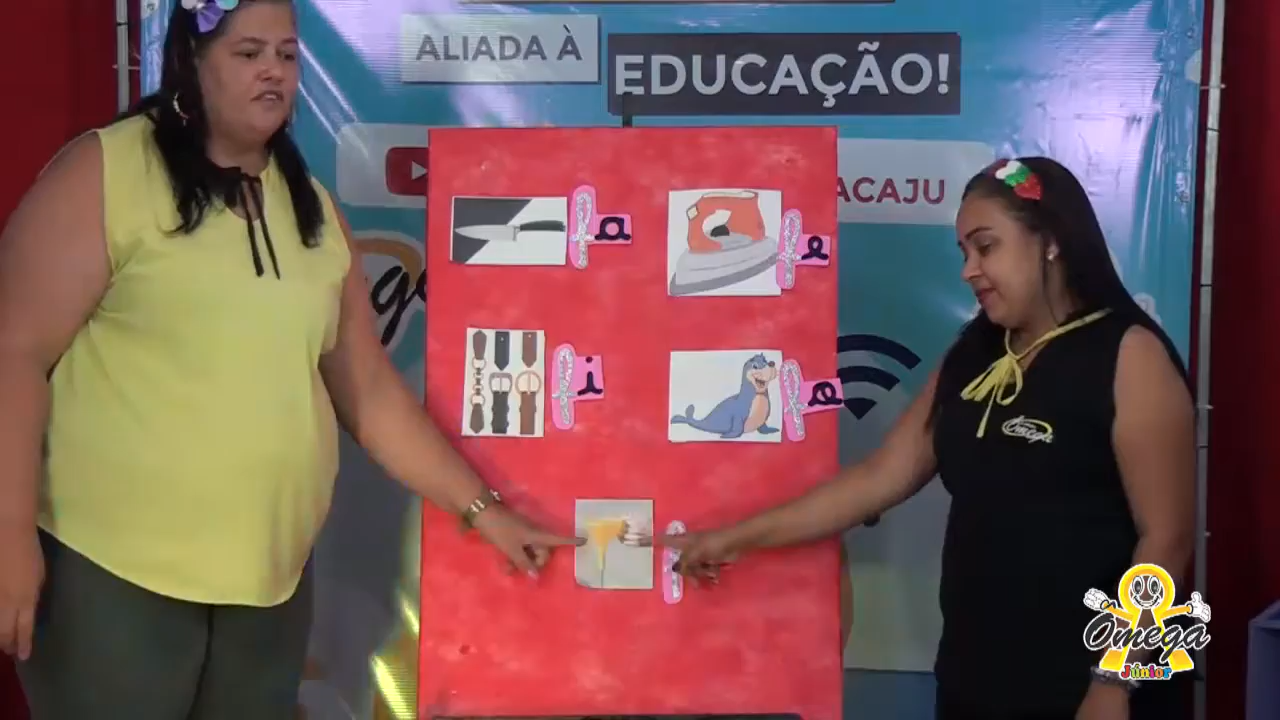 ALIADA À
EDUCAÇÃO!
ACAJU
fa
fe
fi
fo
f
Omega
Omega
Júnior